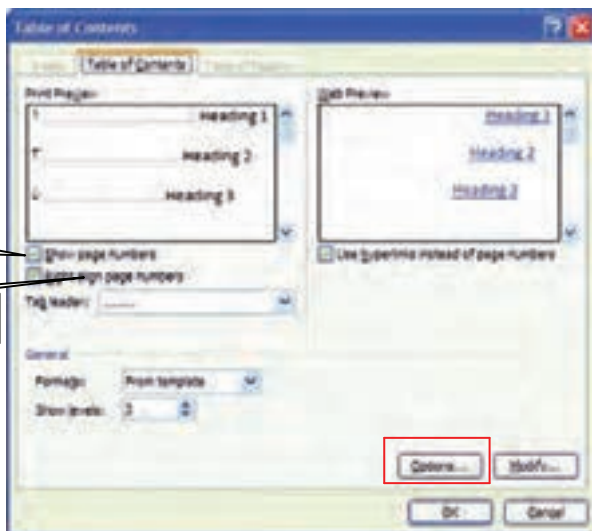 Table of Contents
Table of Contents
Print Preview
Web Preview
Heading 1
Heading 2
Heading 3
Heading 1
Heading 2
Heading 3
Show page numbers
Right align page numbers
Use hyperlinks instead of page numbers
Tab leader: .......
General
Formats: From template
Show levels: 3
Options...
Modify...
OK
Cancel